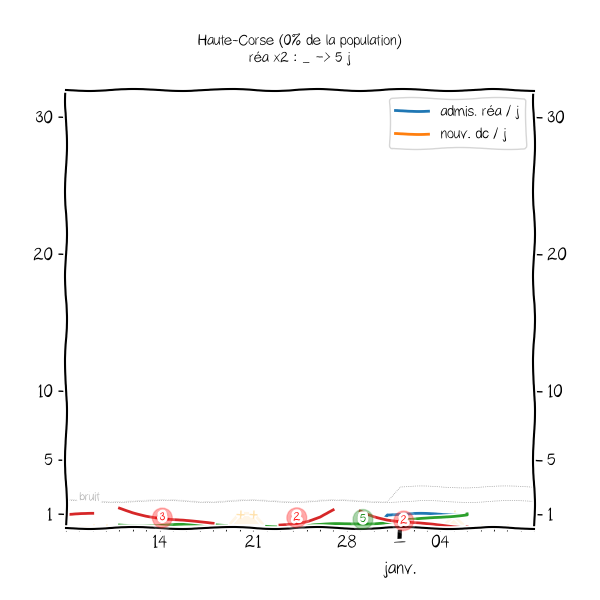 Haute-Corse (0% de la population)
réa x2 : _ -> 5 j
admis. réa / j
nouv. dc / j
30 30
20 20
10 10
5 5
_ bruit
1 3 2 5 2 1
14 21 28 _ 04
janv.